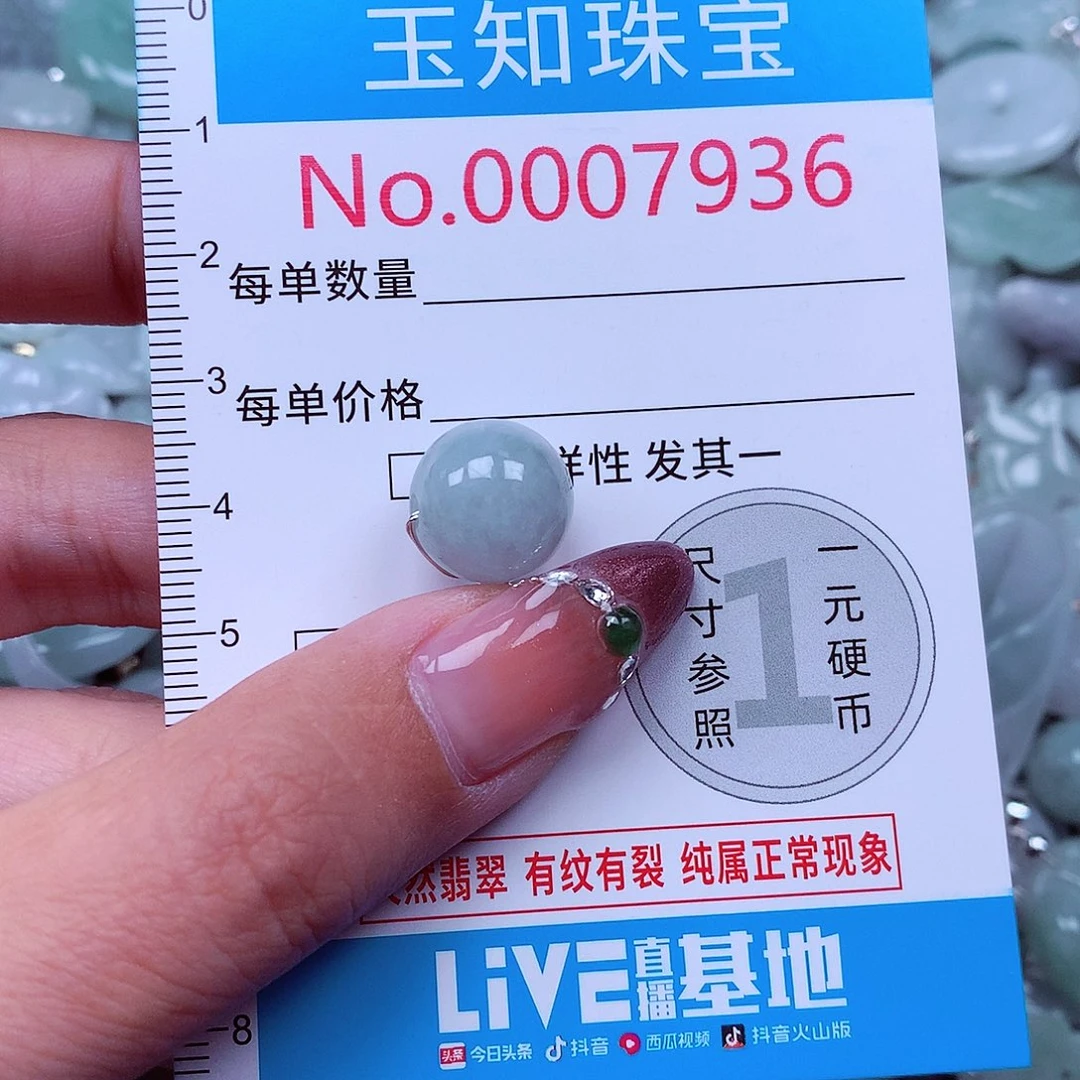 玉知珠宝
No.0007936
每单数量
每单价格
样性 发其一
尺寸参照
一元硬币
1
然翡翠 有纹有裂 纯属正常现象
LiVE直播基地
头条 今日头条 抖音 西瓜视频 抖音火山版
0
1
2
3
4
5
8